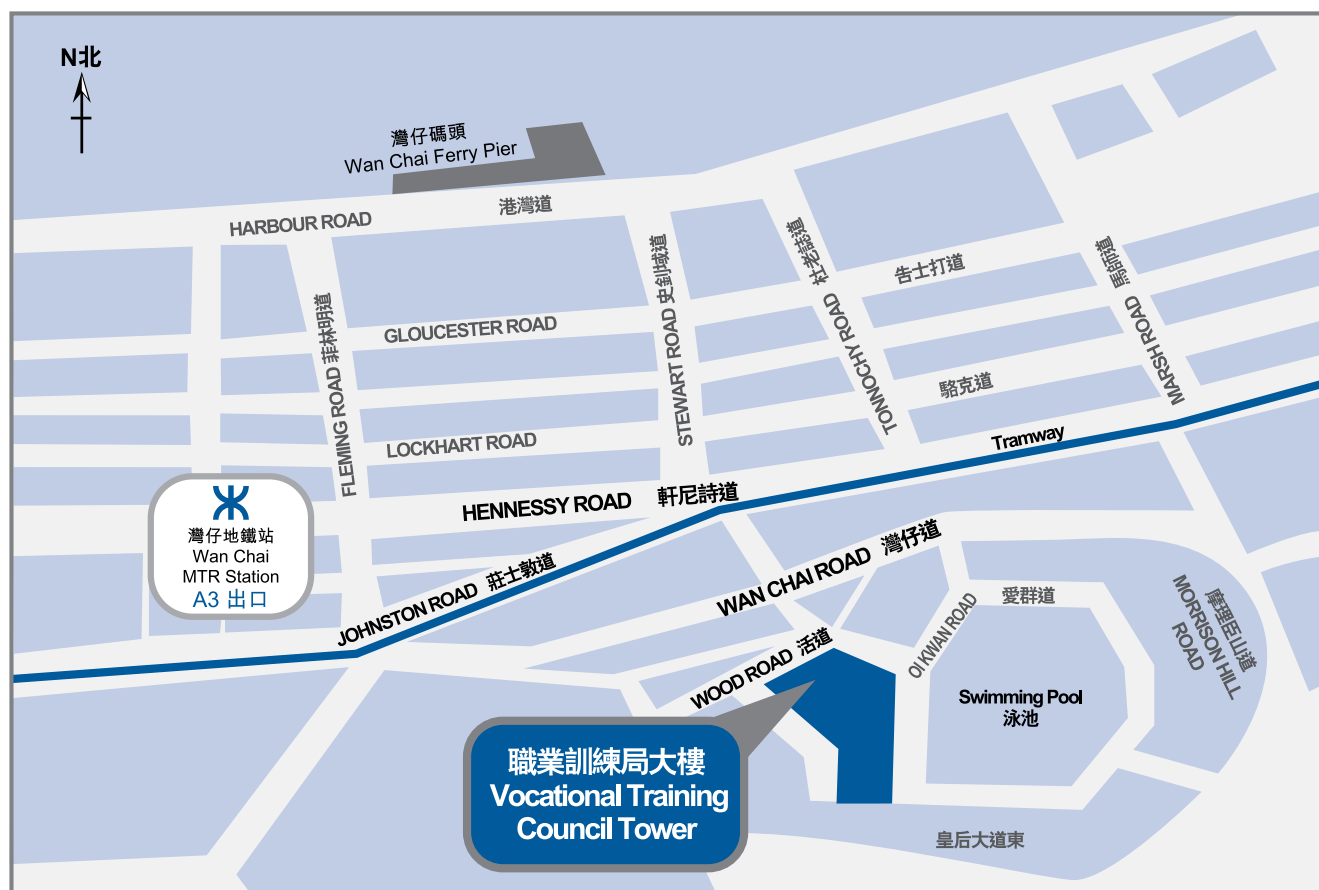 N北
灣仔碼頭
Wan Chai Ferry Pier
HARBOUR ROAD 港灣道
FLEMING ROAD 菲林明道
GLOUCESTER ROAD 告士打道
STEWART ROAD 史釗域道
TONNOCHY ROAD 杜老誌道
MARSH ROAD 馬師道
LOCKHART ROAD 駱克道
Tramway
HENNESSY ROAD 軒尼詩道
灣仔地鐵站
Wan Chai
MTR Station
A3 出口
JOHNSTON ROAD 莊士敦道
WAN CHAI ROAD 灣仔道
WOOD ROAD 活道
OI KWAN ROAD 愛群道
摩理臣山道
MORRISON HILL
ROAD
Swimming Pool
泳池
職業訓練局大樓
Vocational Training
Council Tower
皇后大道東